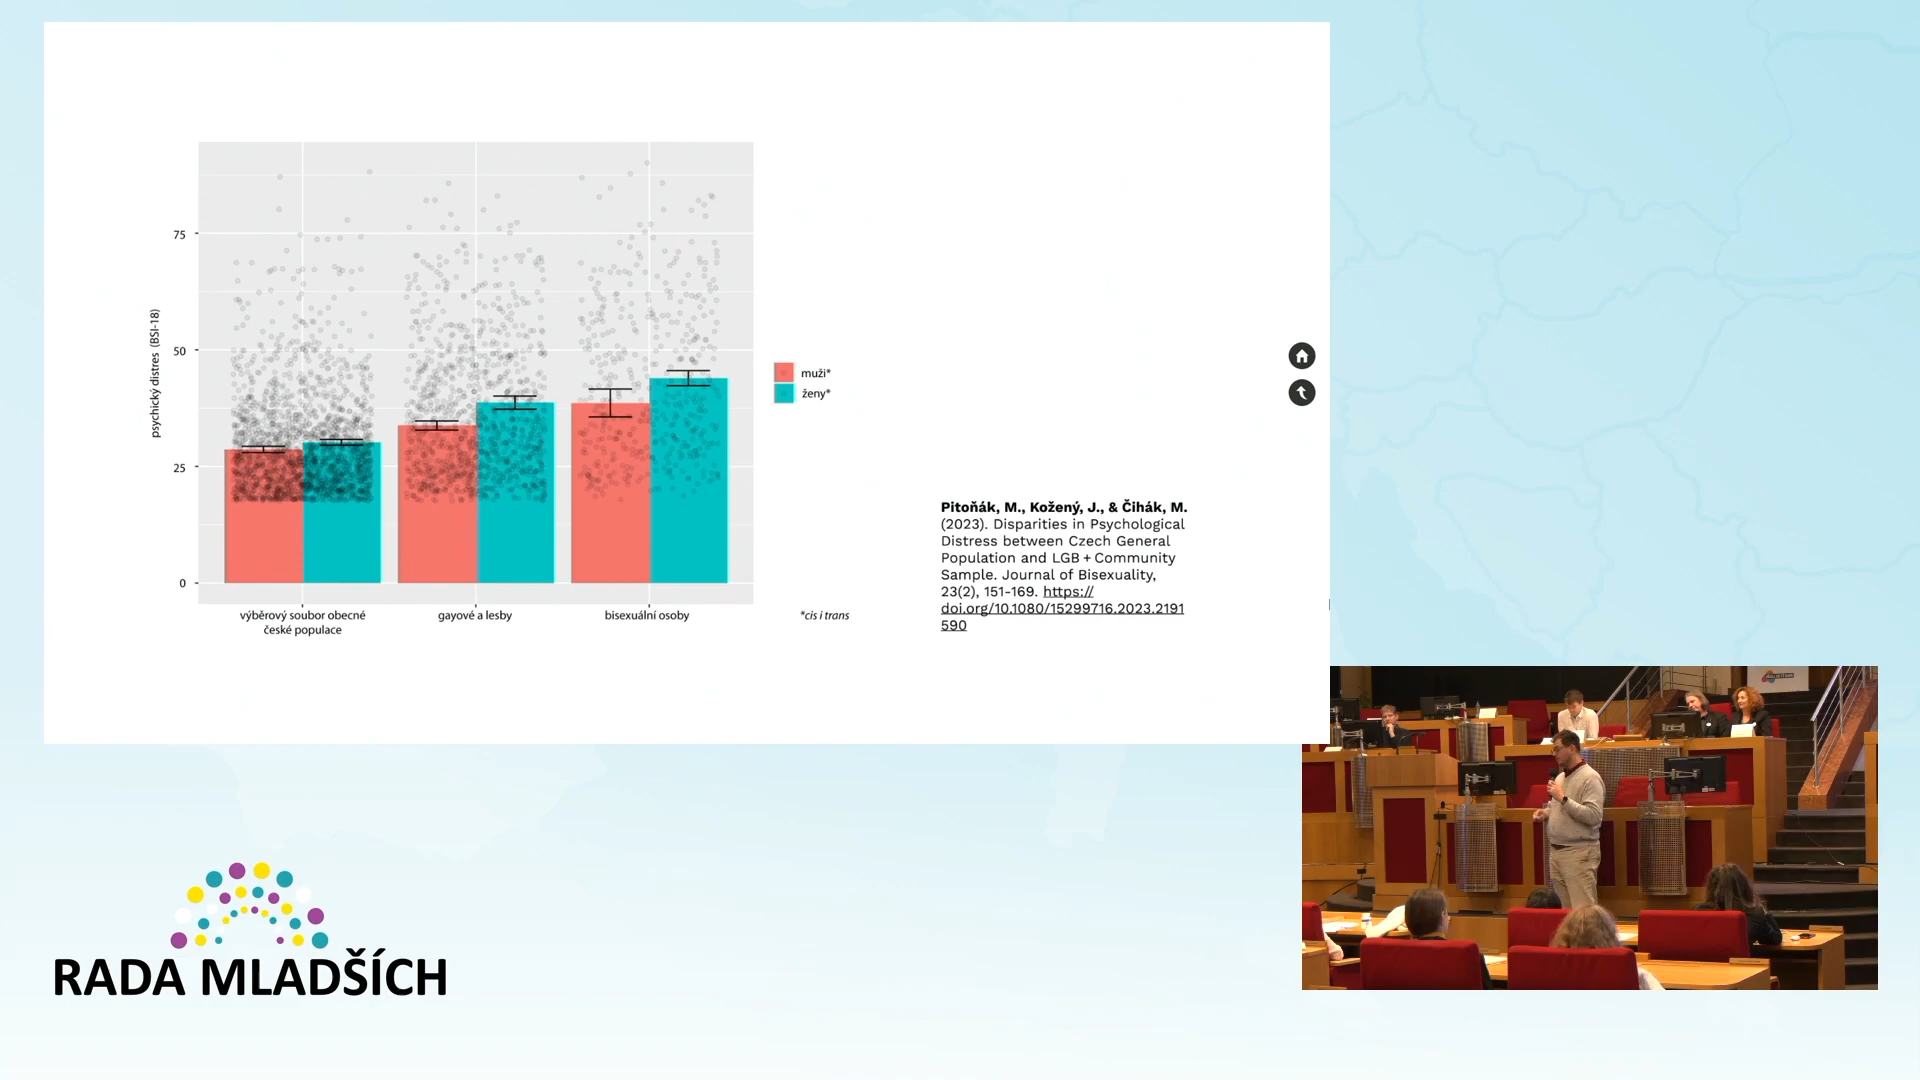 75
50
25
0
psychický distres (BSI-18)
výběrový soubor obecné
české populace
gayové a lesby
bisexuální osoby
muži*
ženy*
*cis i trans
Pitoňák, M., Kožený, J., & Čihák, M.
(2023). Disparities in Psychological
Distress between Czech General
Population and LGB + Community
Sample. Journal of Bisexuality,
23(2), 151-169. https://
doi.org/10.1080/15299716.2023.2191
590
RADA MLADŠÍCH